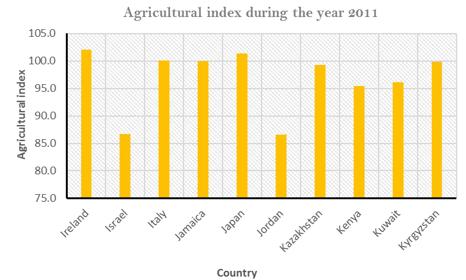 Agricultural index during the year 2011
Agricultural index
105.0
100.0
95.0
90.0
85.0
80.0
75.0
Ireland
Israel
Italy
Jamaica
Japan
Jordan
Kazakhstan
Kenya
Kuwait
Kyrgyzstan
Country